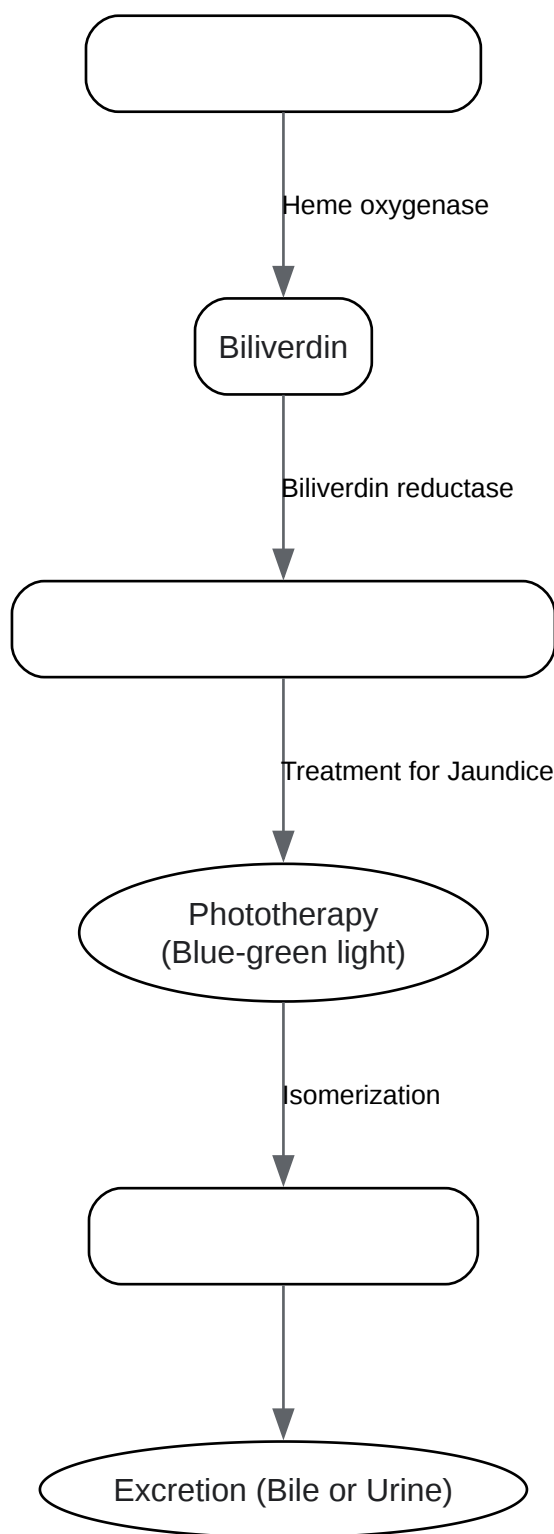 Heme oxygenase
Biliverdin
Biliverdin reductase
Treatment for Jaundice
Phototherapy
(Blue-green light)
Isomerization
Excretion (Bile or Urine)